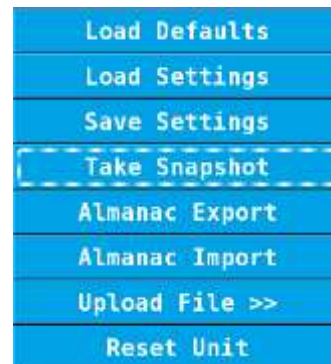 Load Defaults
Load Settings
Save Settings
Take Snapshot
Almanac Export
Almanac Import
Upload File >>
Reset Unit